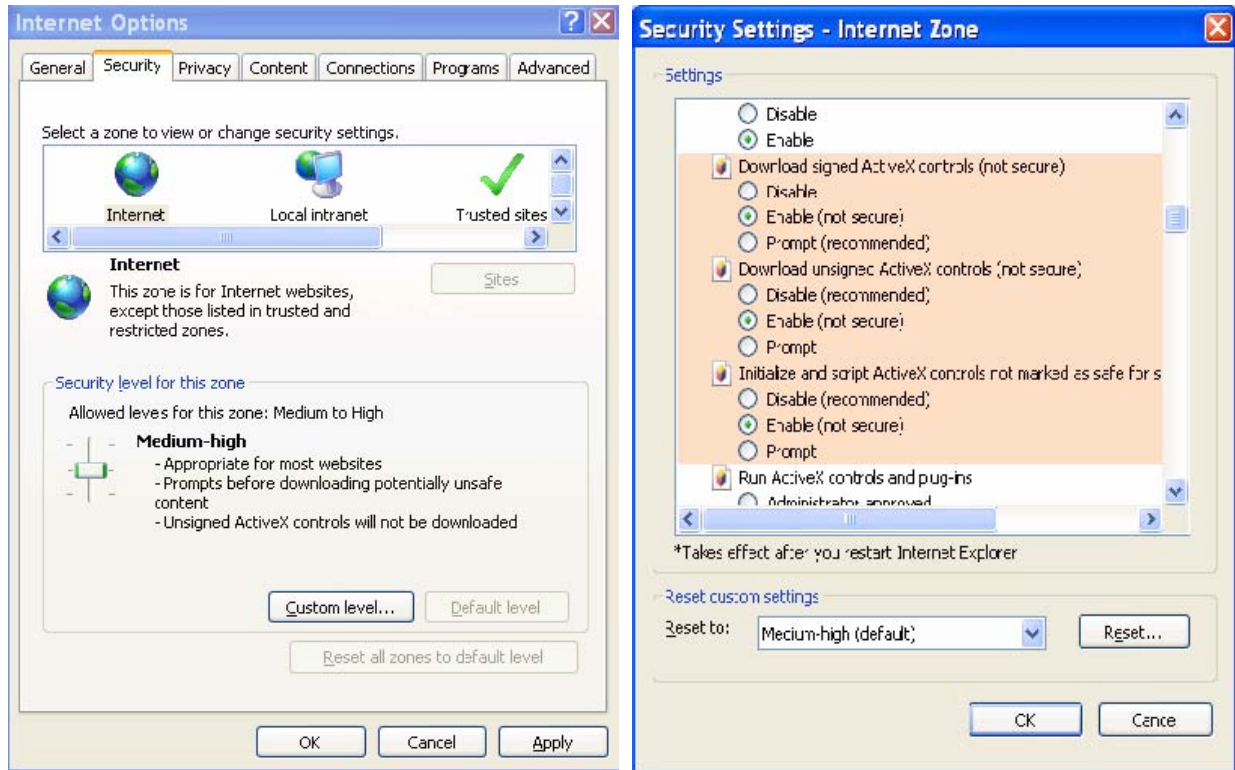 Internet Options
General Security Privacy Content Connections Programs Advanced
Select a zone to view or change security settings.
Internet Local intranet Trusted sites
Internet
Sites
This zone is for Internet websites,
except those listed in trusted and
restricted zones.
Security level for this zone
Allowed levels for this zone: Medium to High
Medium-high
- Appropriate for most websites
- Prompts before downloading potentially unsafe
content
- Unsigned ActiveX controls will not be downloaded
Custom level... Default level
Reset all zones to default level
OK Cancel Apply
Security Settings - Internet Zone
Settings
Disable
Enable
Download signed ActiveX controls (not secure)
Disable
Enable (not secure)
Prompt (recommended)
Download unsigned ActiveX controls (not secure)
Disable (recommended)
Enable (not secure)
Prompt
Initialize and script ActiveX controls not marked as safe for s
Disable (recommended)
Enable (not secure)
Prompt
Run ActiveX controls and plug-ins
Administrator approved
*Takes effect after you restart Internet Explorer
Reset custom settings
Reset to: Medium-high (default) Reset...
OK Cancel